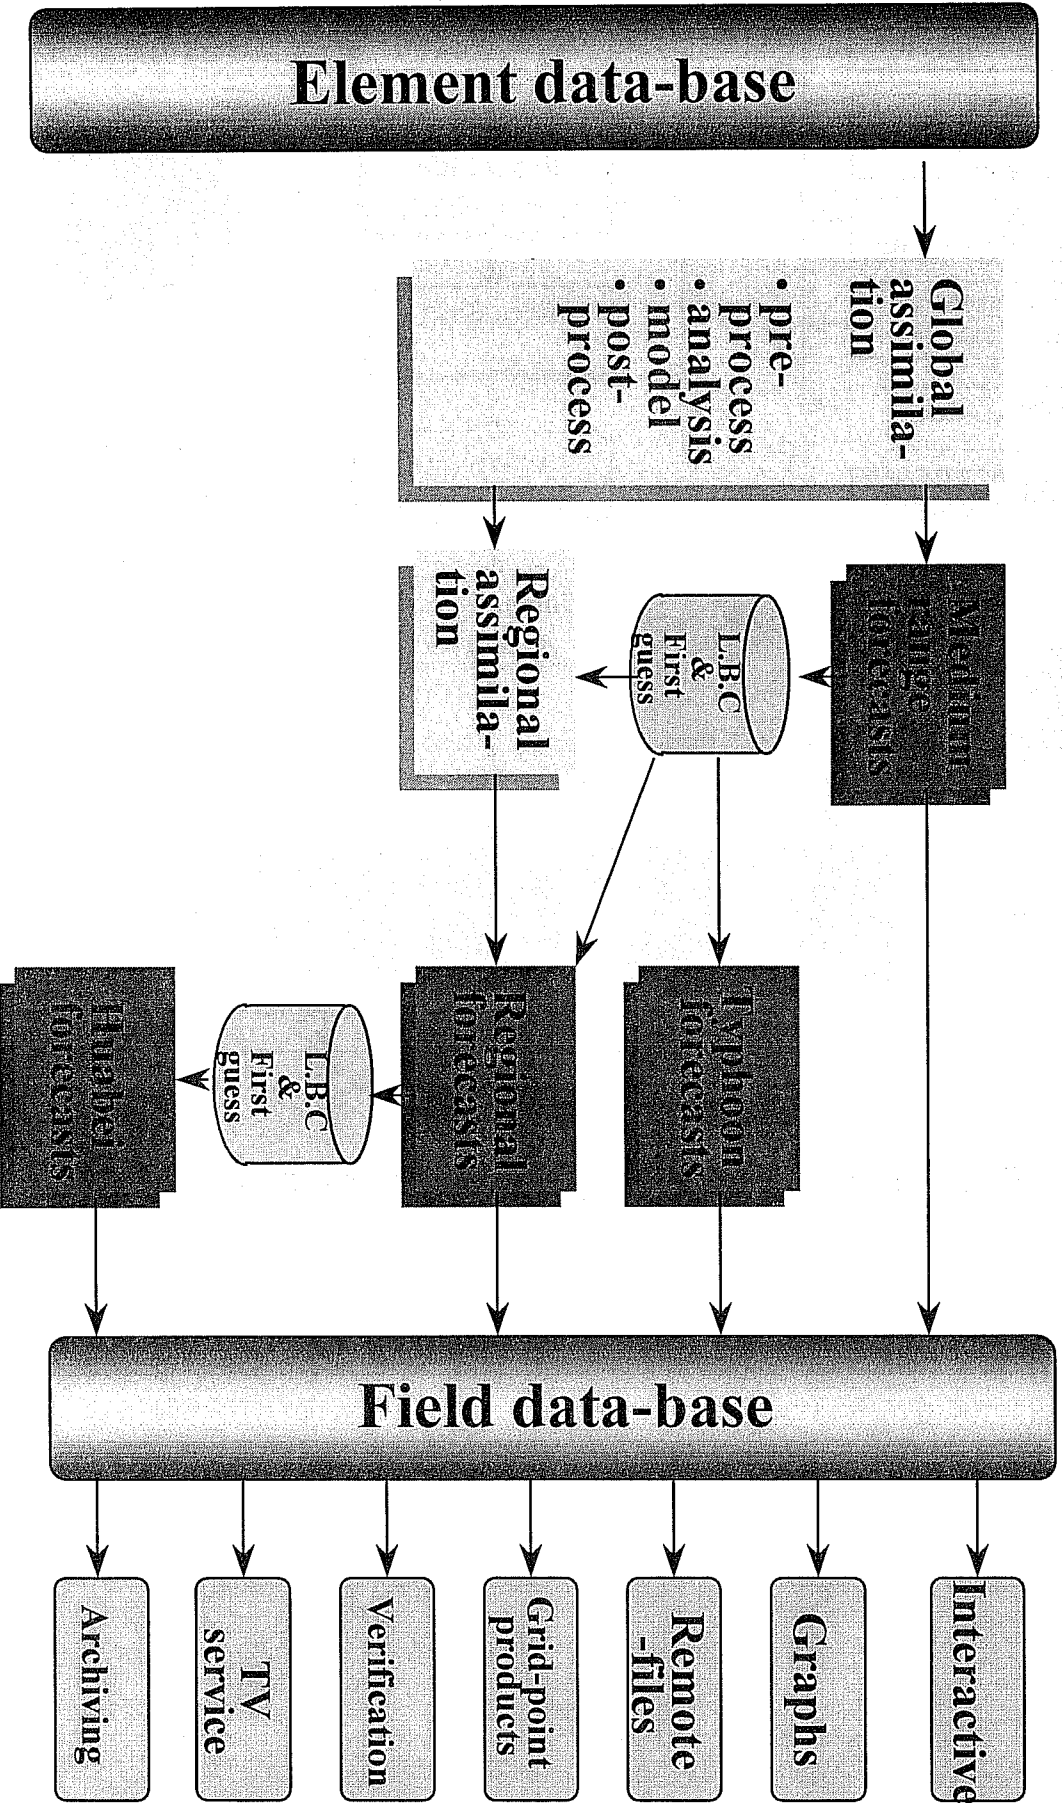 Element data-base
Global
assimila-
tion
• pre-
process
• analysis
• model
• post-
process
Medium
range
forecasts
L.B.C
&
First
guess
Regional
assimila-
tion
Typhoon
forecasts
Regional
forecasts
L.B.C
&
First
guess
Huabei
forecasts
Field data-base
Interactive
Graphs
Remote
-files
Grid-point
products
Verification
TV
service
Archiving